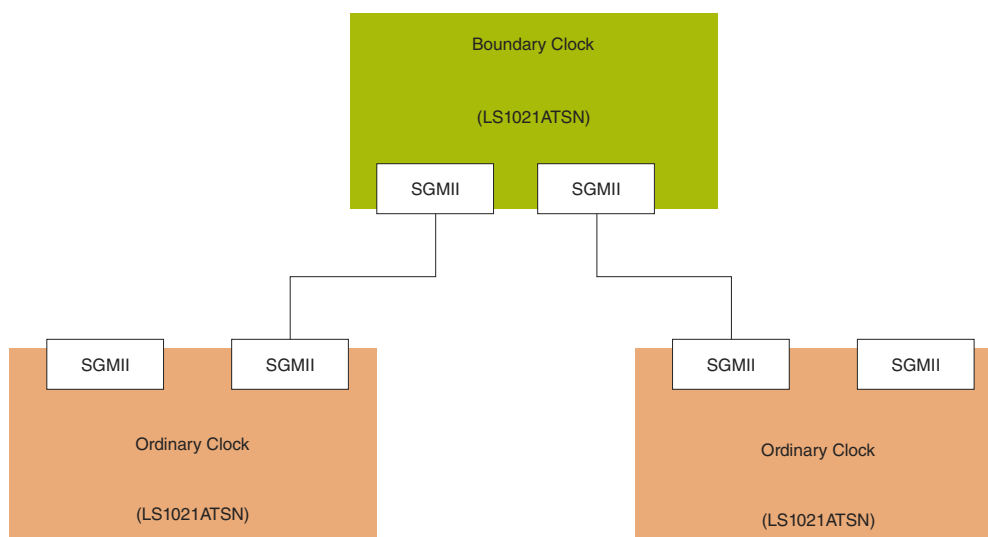 Boundary Clock
(LS1021ATSN)
SGMII
SGMII
SGMII
SGMII
Ordinary Clock
(LS1021ATSN)
SGMII
SGMII
Ordinary Clock
(LS1021ATSN)